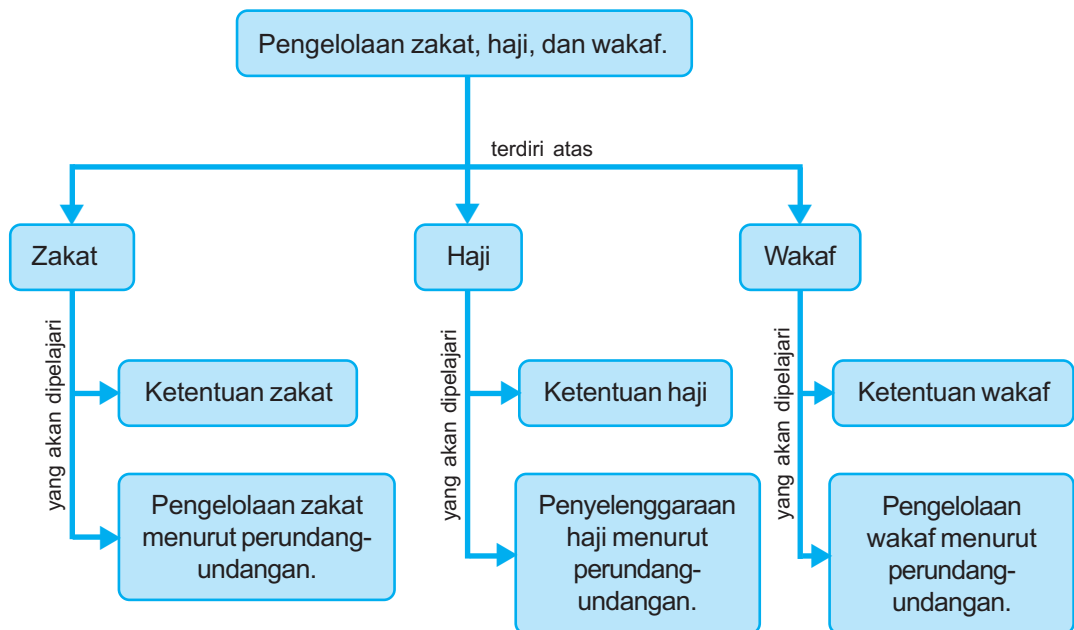 Pengelolaan zakat, haji, dan wakaf.
terdiri atas
Zakat
Haji
Wakaf
yang akan dipelajari
Ketentuan zakat
Pengelolaan zakat
menurut perundang-
undangan.
yang akan dipelajari
Ketentuan haji
Penyelenggaraan
haji menurut
perundang-
undangan.
yang akan dipelajari
Ketentuan wakaf
Pengelolaan
wakaf menurut
perundang-
undangan.